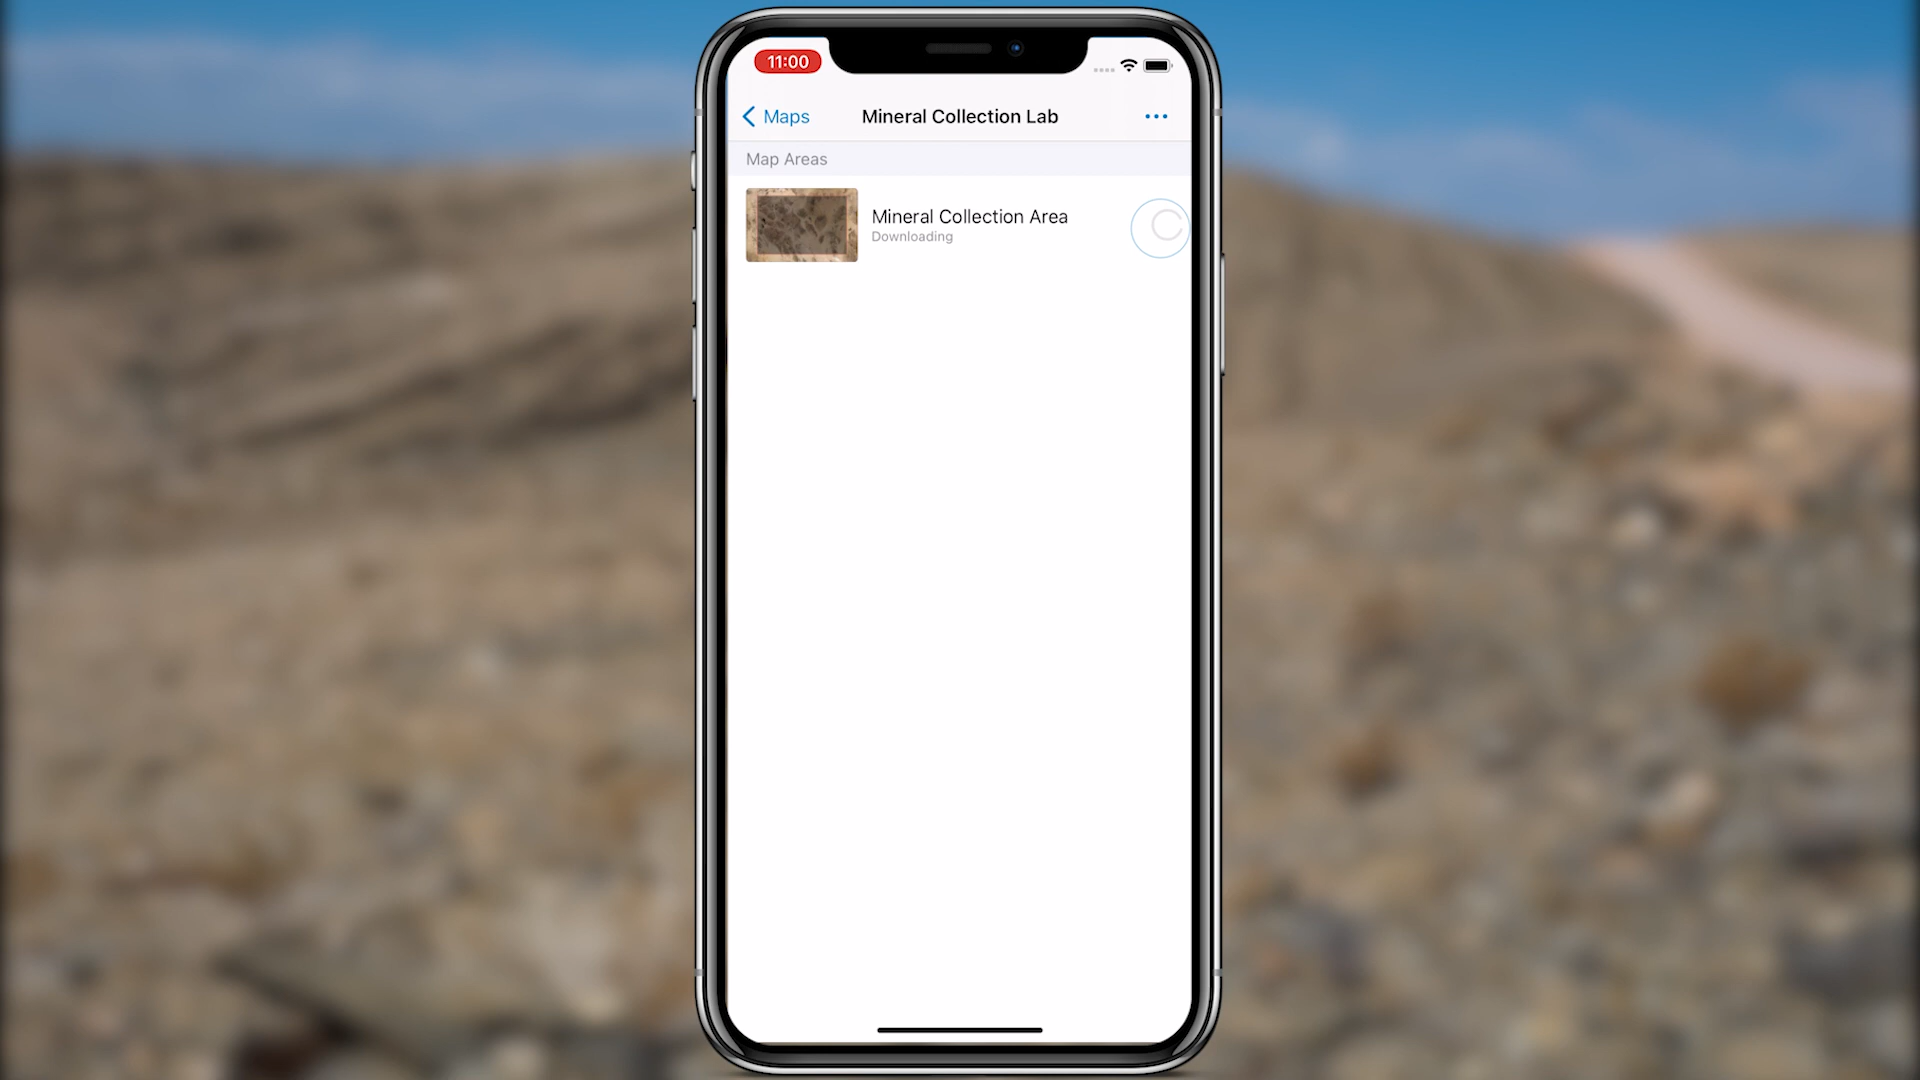 11:00
Maps
Mineral Collection Lab
Map Areas
Mineral Collection Area
Downloading